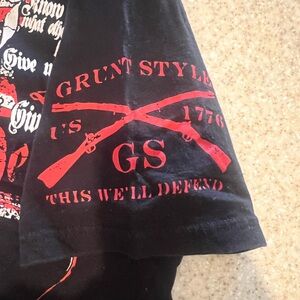 Give
GRUNT STYLE
US 1776
GS
THIS WE'LL DEFEND